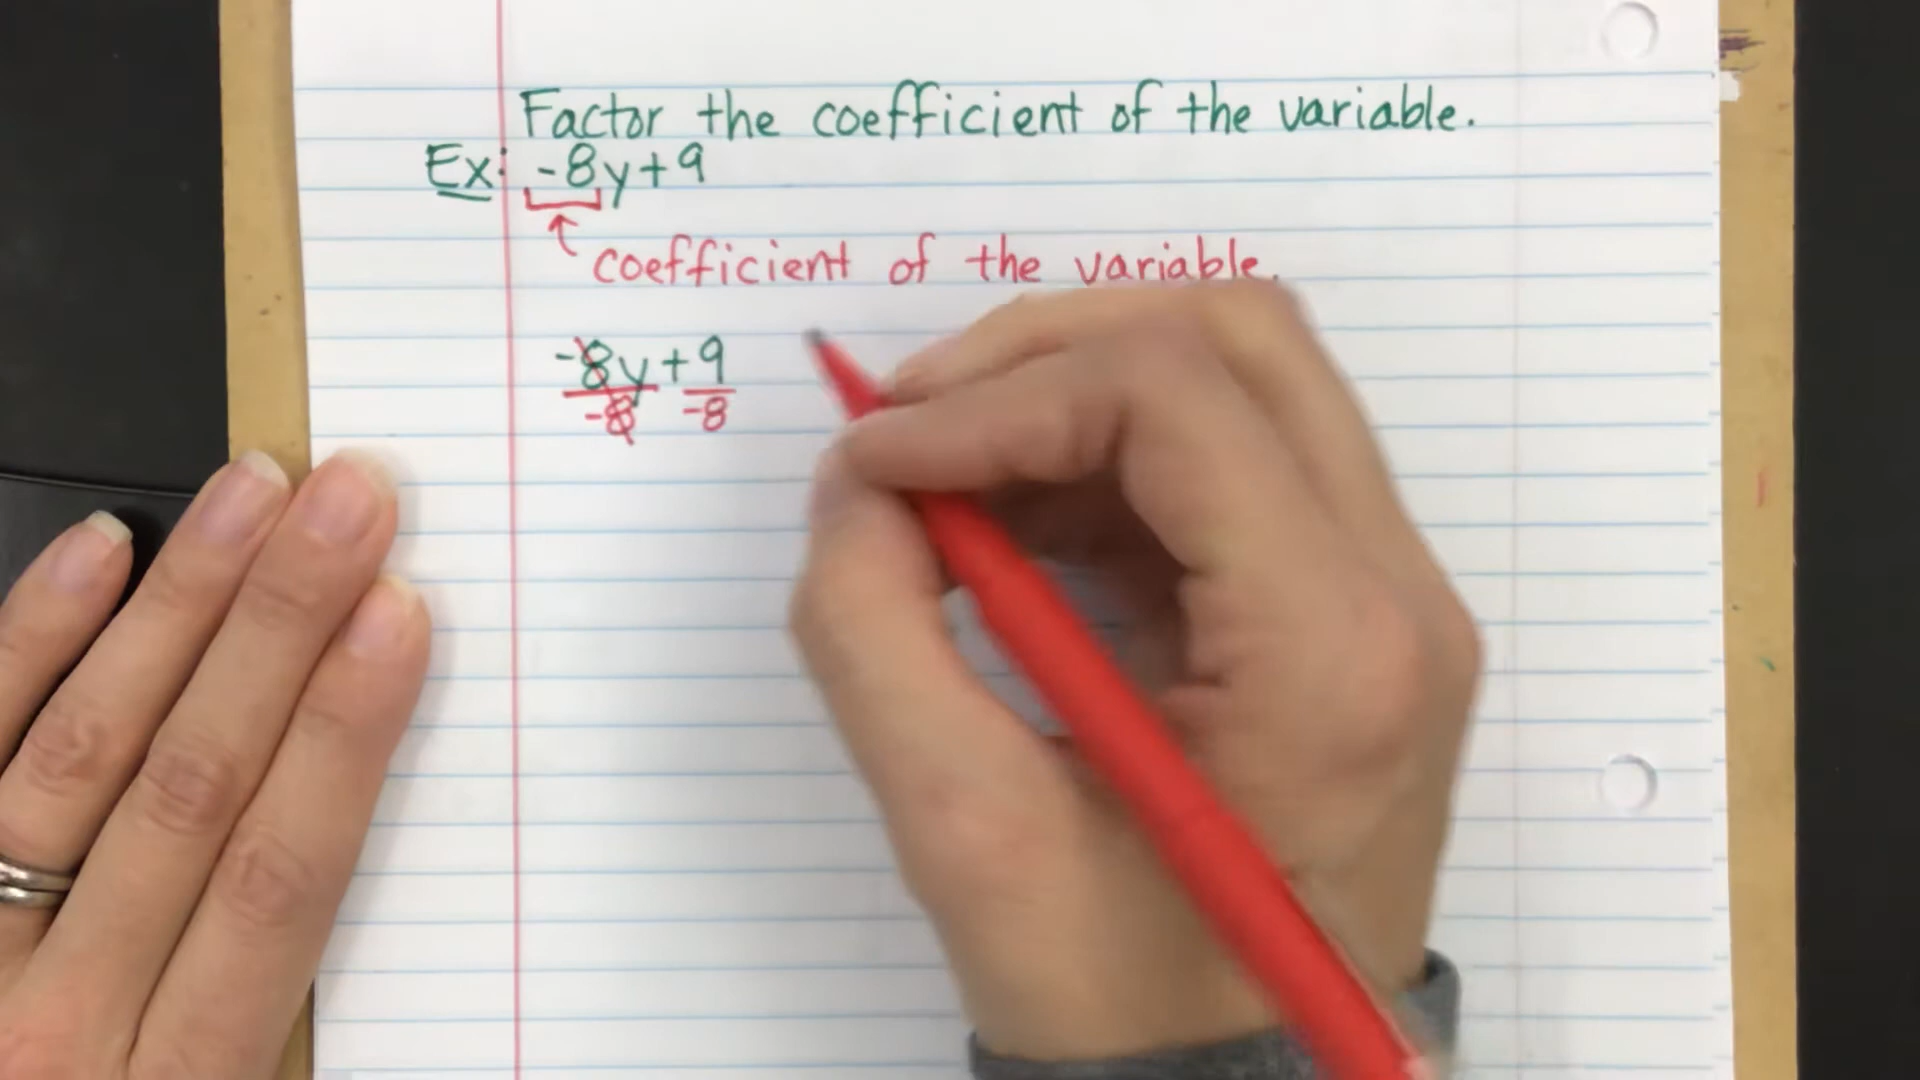 Factor the coefficient of the variable.
Ex: -8y+9
coefficient of the variable.
-8y+9
-8 -8